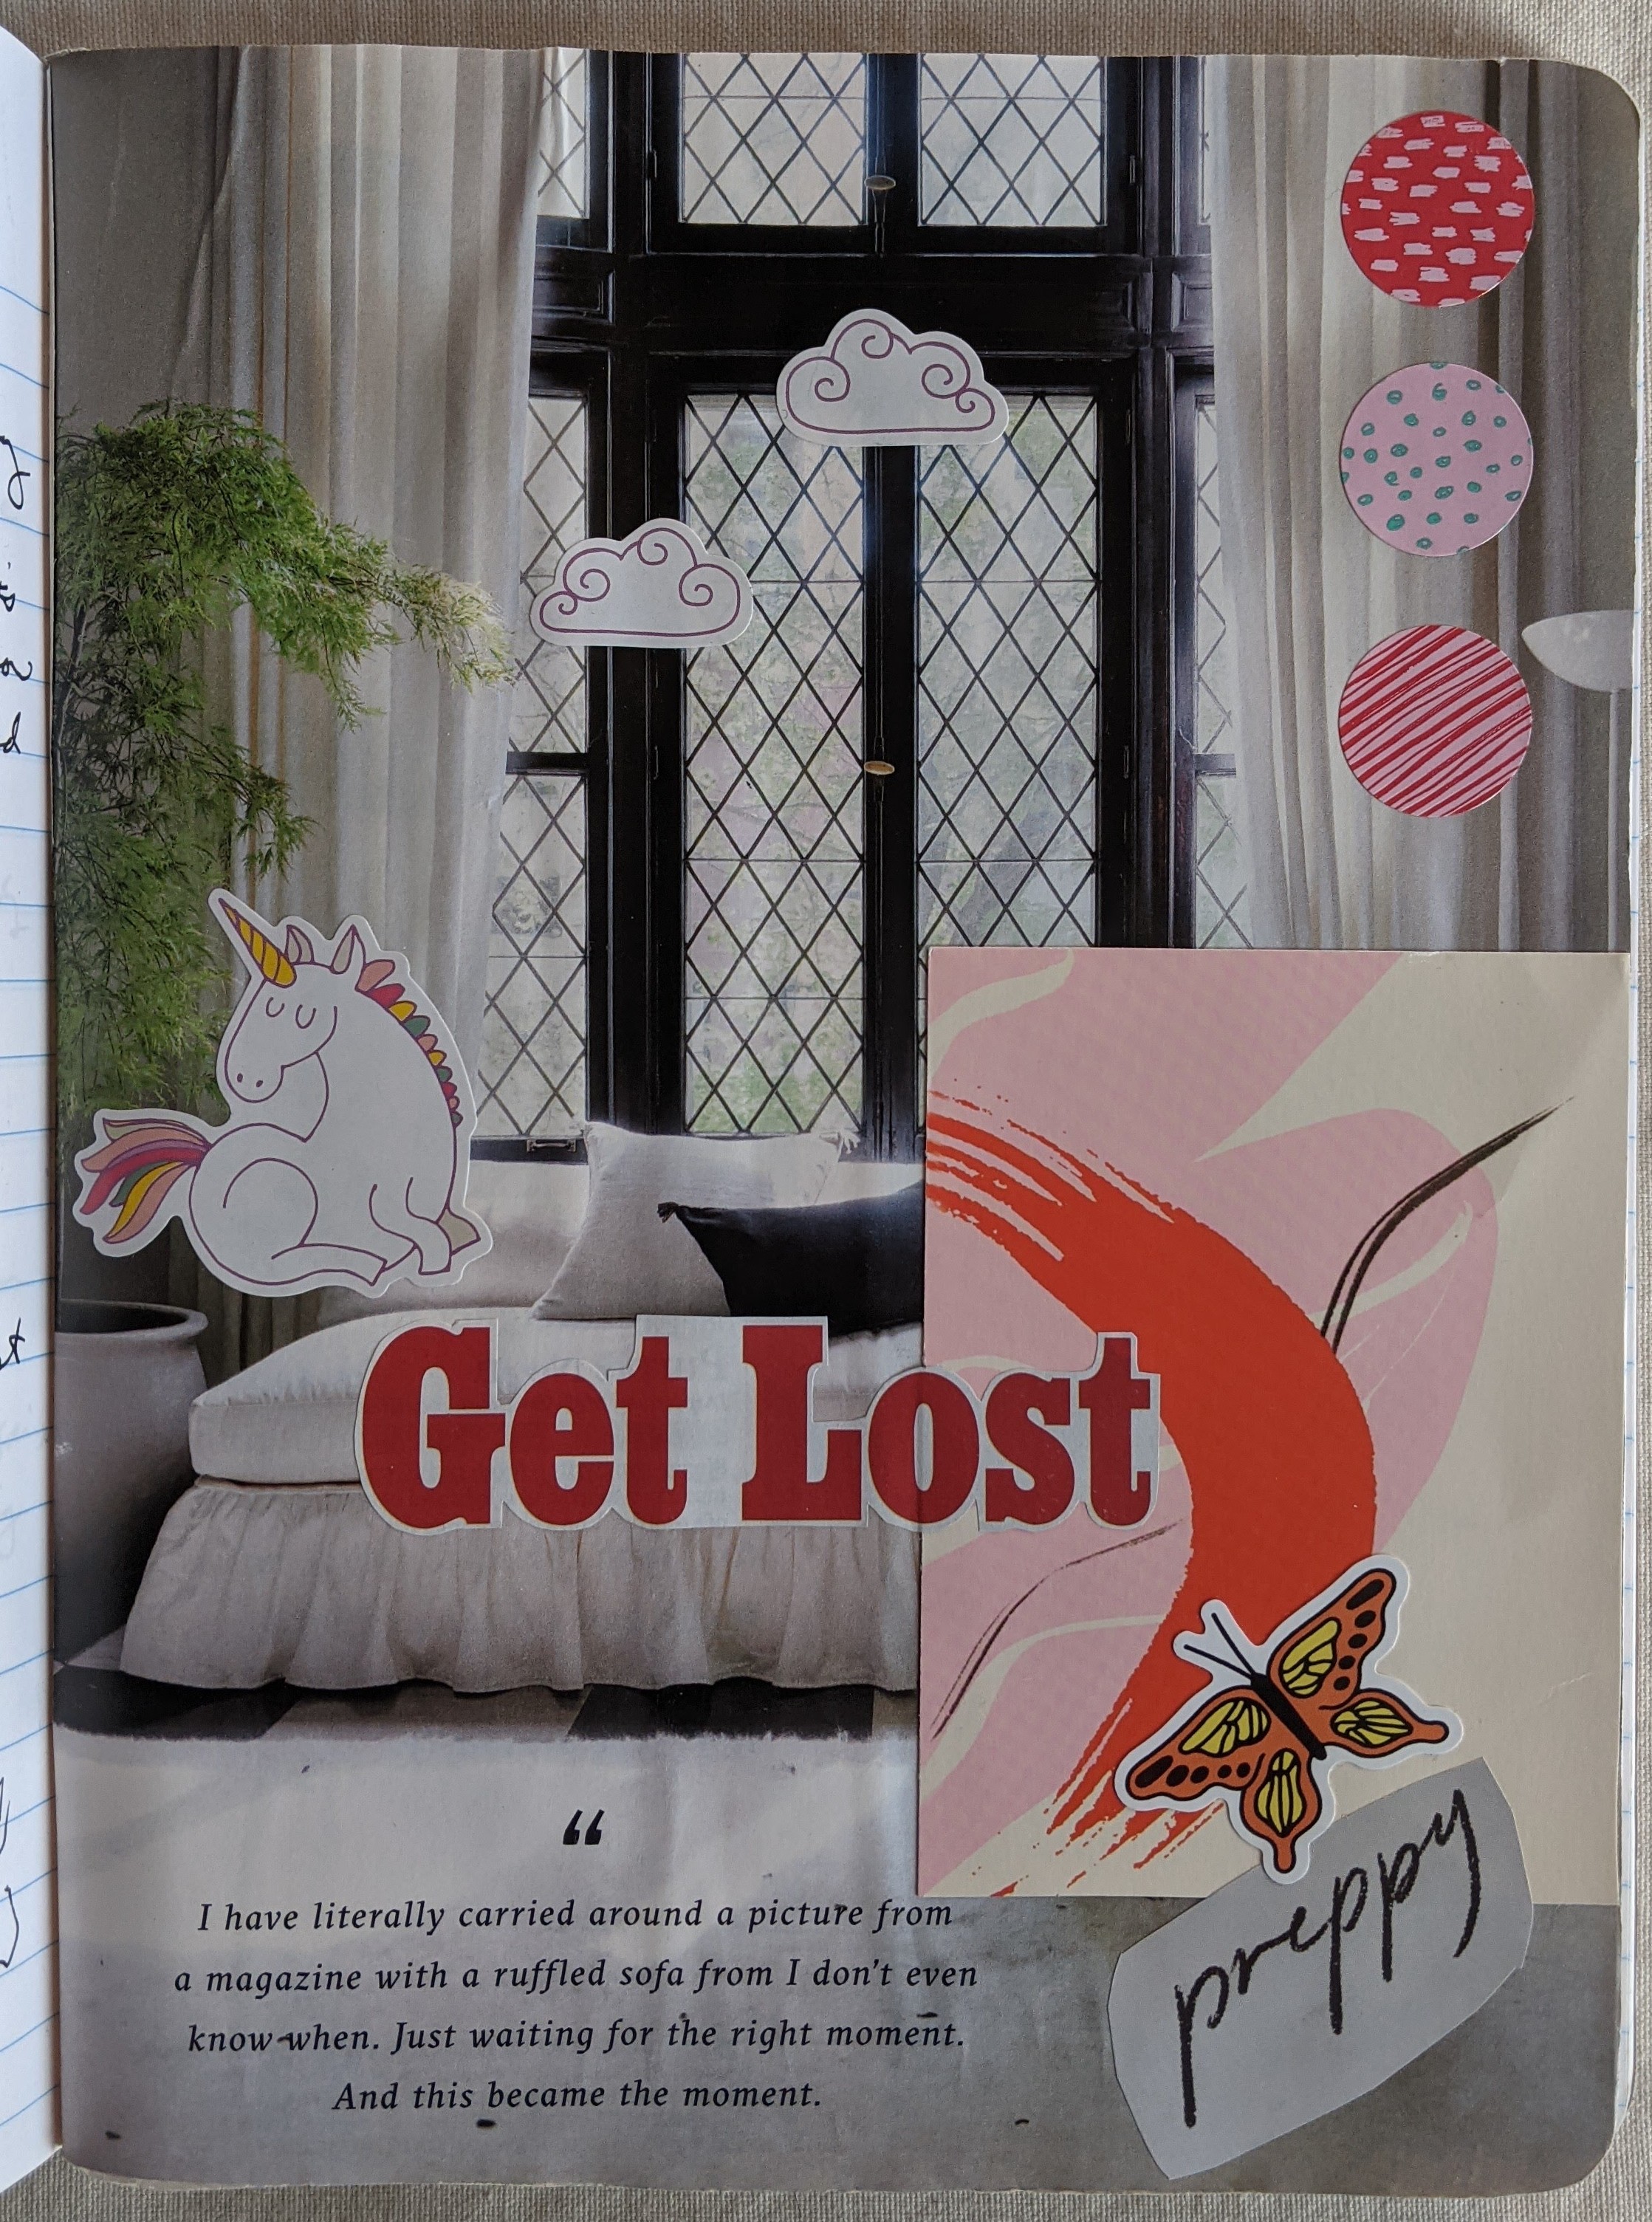 Get Lost
“
I have literally carried around a picture from
a magazine with a ruffled sofa from I don't even
know when. Just waiting for the right moment.
And this became the moment.
preppy